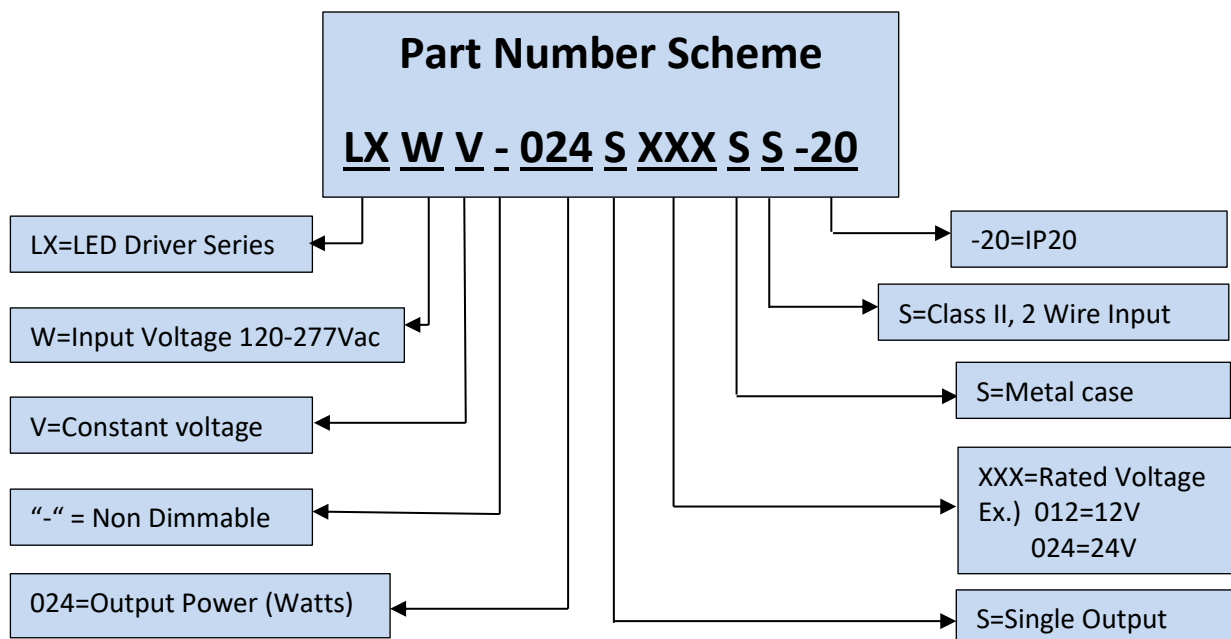 Part Number Scheme
LX W V - 024 S XXX S S -20
LX=LED Driver Series
W=Input Voltage 120-277Vac
V=Constant voltage
“-“ = Non Dimmable
024=Output Power (Watts)
-20=IP20
S=Class II, 2 Wire Input
S=Metal case
XXX=Rated Voltage
Ex.) 012=12V
024=24V
S=Single Output